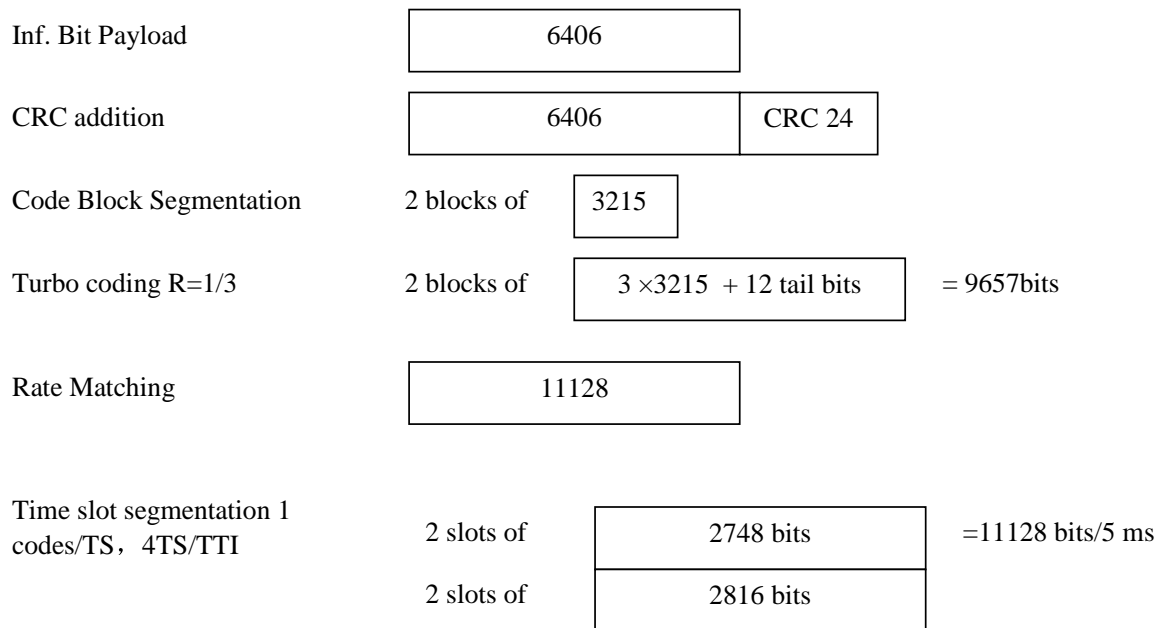 Inf. Bit Payload 6406
CRC addition 6406 CRC 24
Code Block Segmentation 2 blocks of 3215
Turbo coding R=1/3 2 blocks of 3 ×3215 + 12 tail bits = 9657bits
Rate Matching 11128
Time slot segmentation 1
codes/TS，4TS/TTI 2 slots of 2748 bits =11128 bits/5 ms
2 slots of 2816 bits